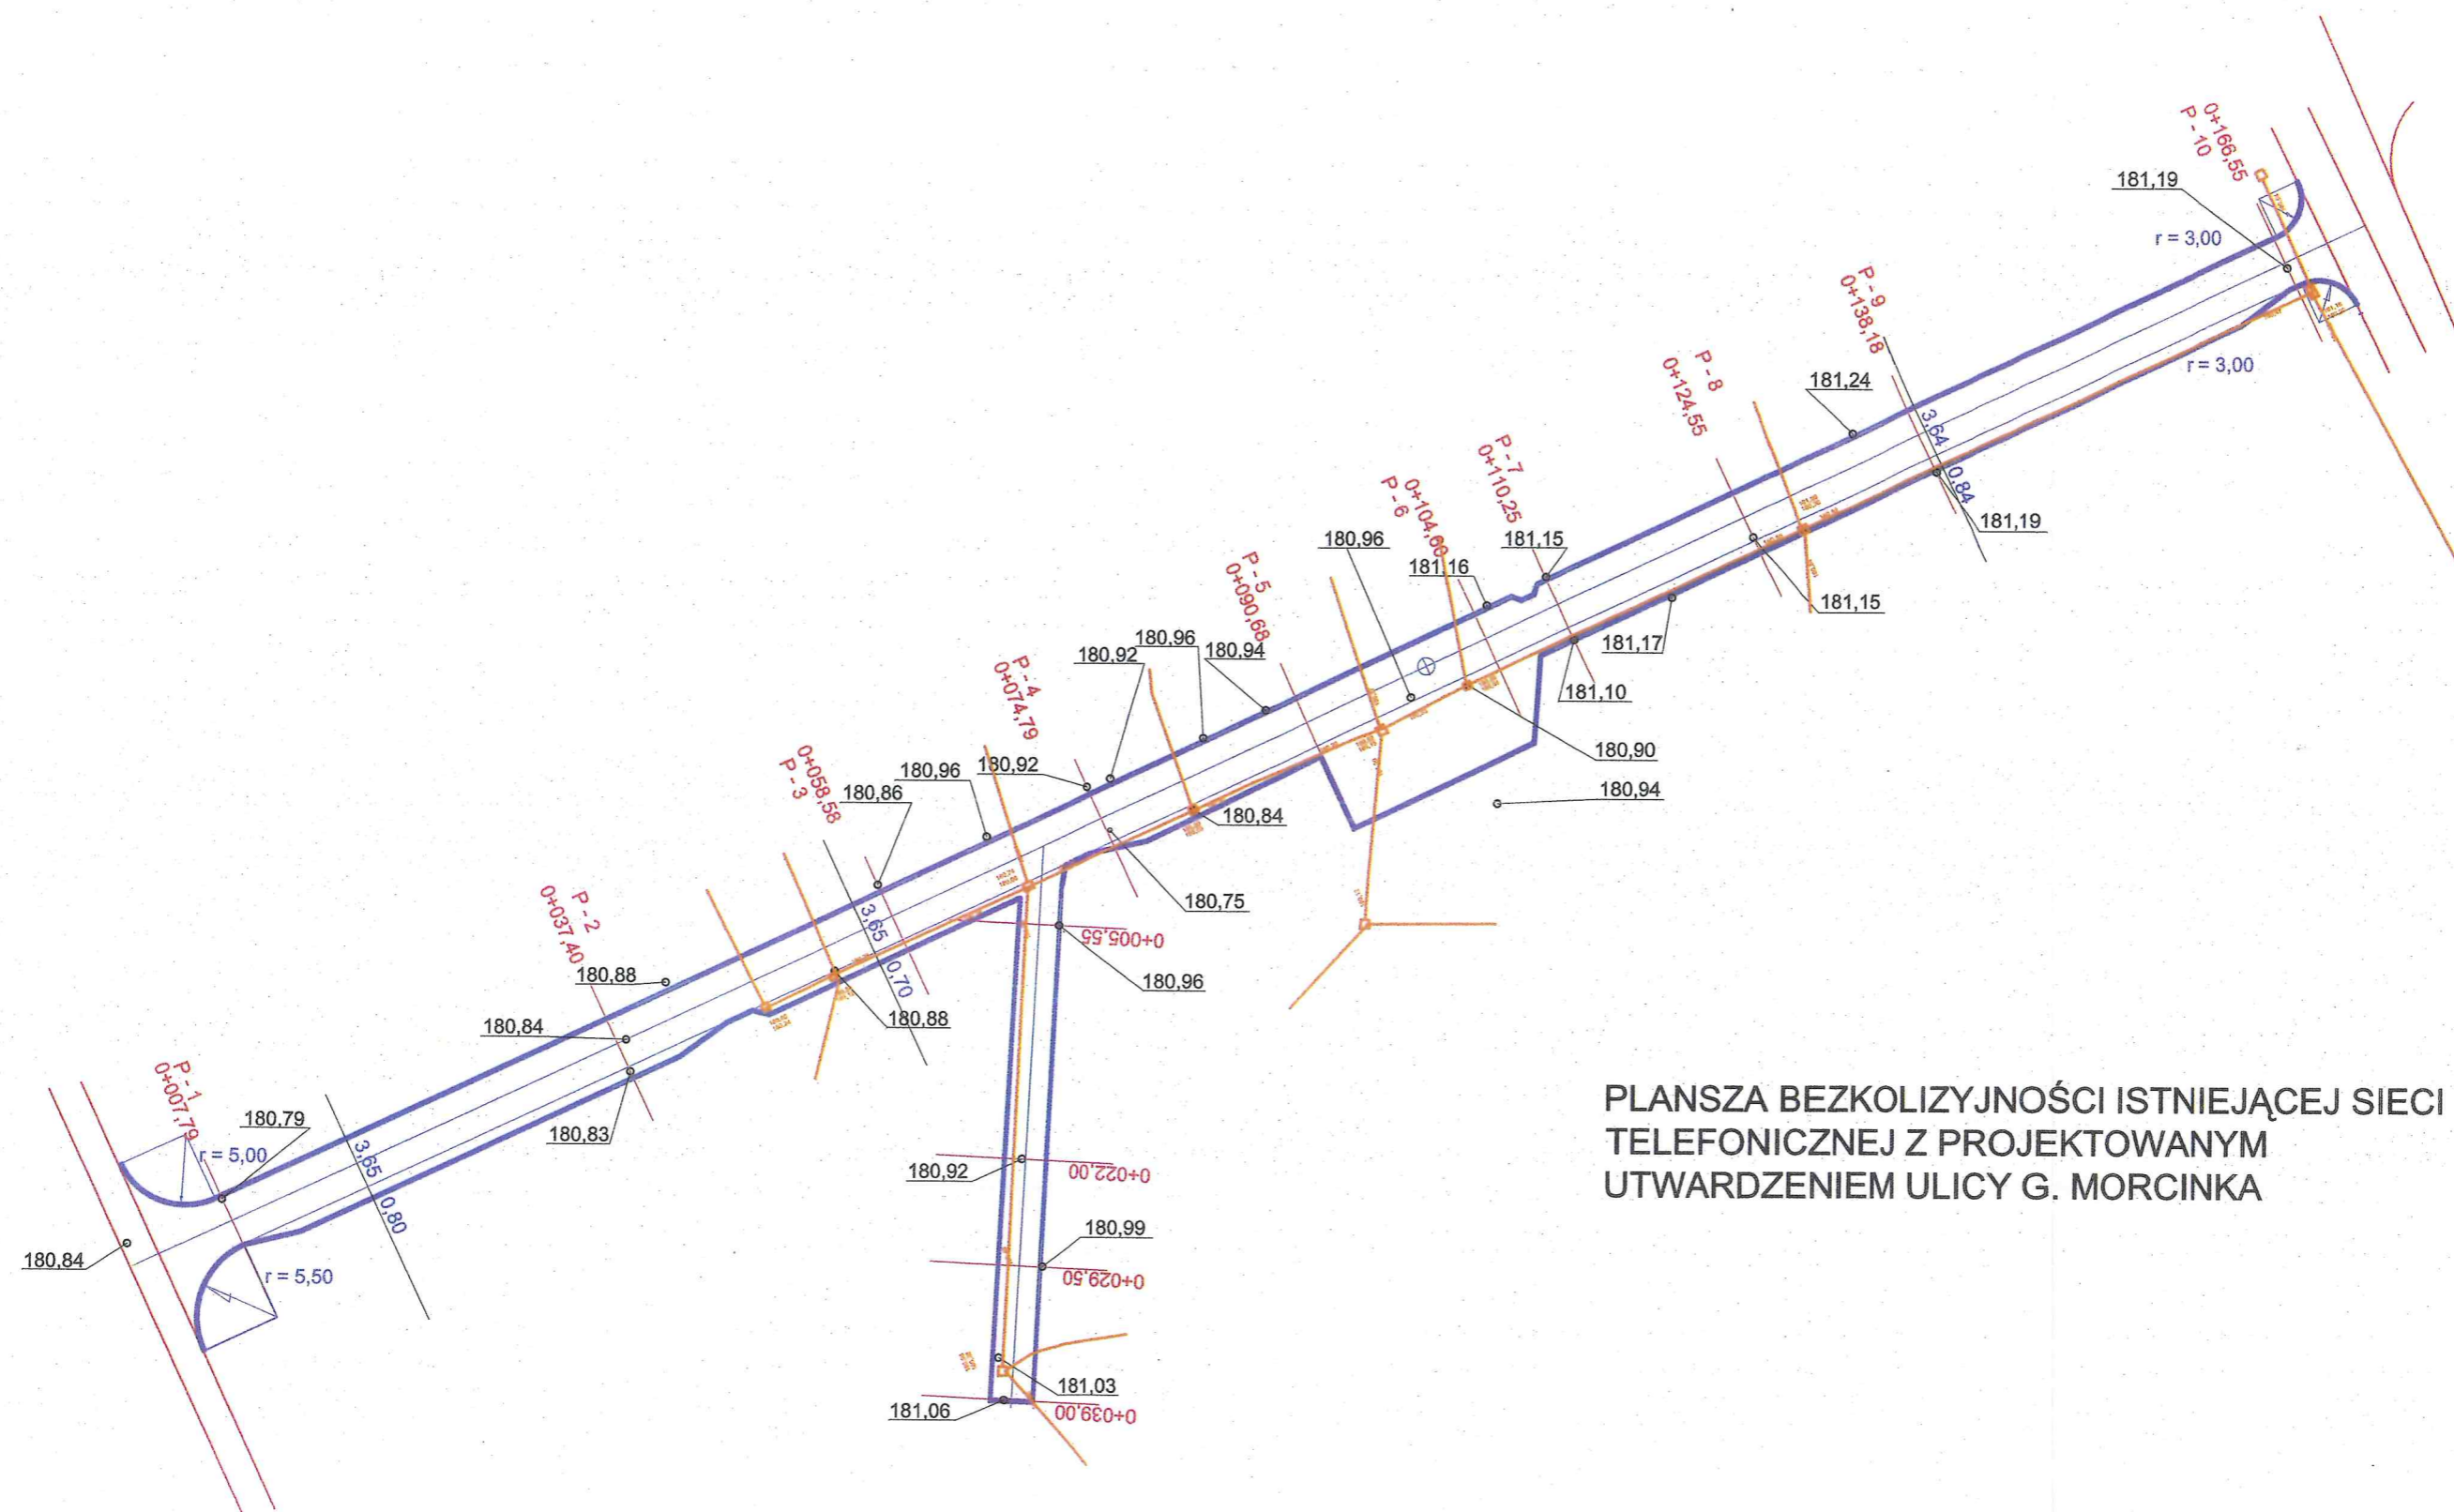 0+166,55
P - 10
181,19
r = 3,00
P - 9
0+138,18
r = 3,00
P - 8
0+124,55
181,24
3,64
0,84
181,19
P - 7
0+110,25
0+104,66
P - 6
180,96
181,15
181,16
181,15
181,17
181,10
P - 5
0+090,68
180,96
180,94
180,92
180,90
180,94
180,84
P - 4
0+074,79
180,92
180,96
180,86
0+058,58
P - 3
180,75
3,65
0,70
0+005,55
180,96
P - 2
0+037,40
180,88
180,84
180,88
180,83
P - 1
0+007,79
180,79
r = 5,00
3,65
0,80
180,84
r = 5,50
180,92
0+022,00
180,99
0+029,50
181,03
181,06
0+039,00
PLANSZA BEZKOLIZYJNOŚCI ISTNIEJĄCEJ SIECI
TELEFONICZNEJ Z PROJEKTOWANYM
UTWARDZENIEM ULICY G. MORCINKA